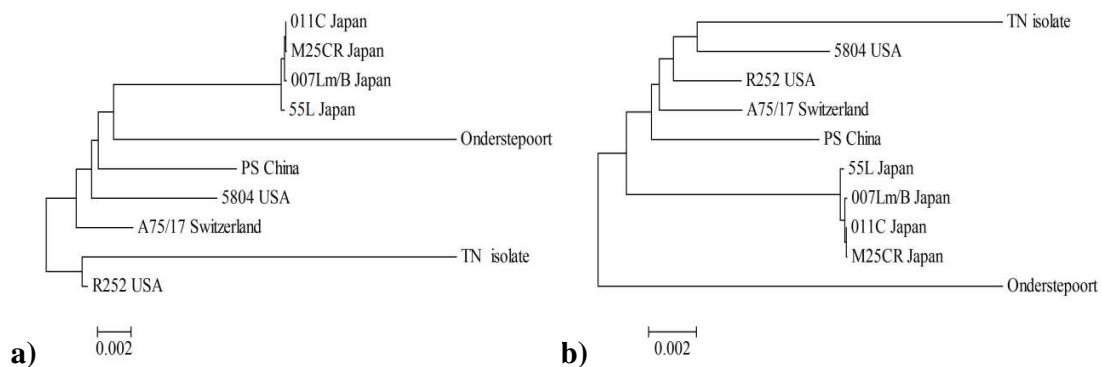 011C Japan
M25CR Japan
007Lm/B Japan
55L Japan
Onderstepoort
PS China
5804 USA
A75/17 Switzerland
TN isolate
R252 USA
0.002
a)
TN isolate
5804 USA
R252 USA
A75/17 Switzerland
PS China
55L Japan
007Lm/B Japan
011C Japan
M25CR Japan
Onderstepoort
0.002
b)